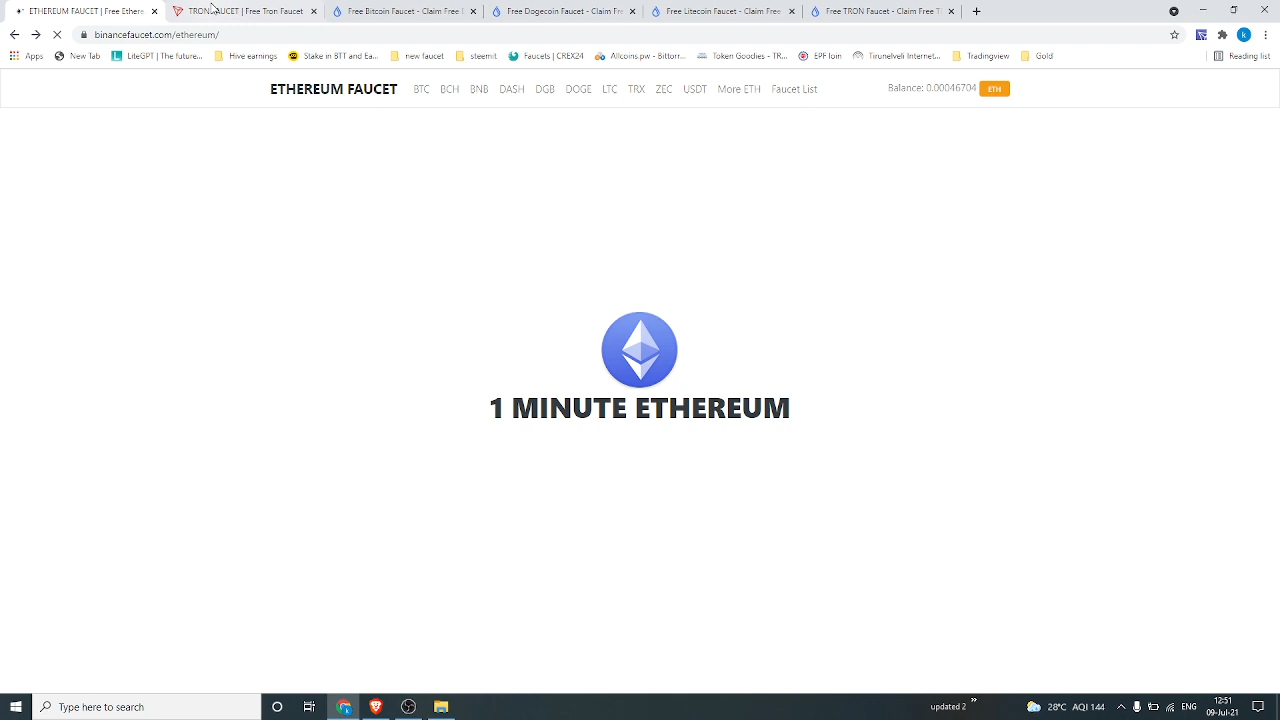 ETHEREUM FAUCET | Free Ethere
TRON FAUCET | Free Tron Faucet
Free Bitcoin Faucet - Claim Free B
Free Dogecoin Faucet - Claim Fre
Free Litecoin Faucet - Claim Free
Free TRON Faucet - Claim Free T
binancefaucet.com/ethereum/
Apps
New Tab
LiteGPT | The future...
Hive earnings
Stake in BTT and Ea...
new faucet
steemit
Faucets | CREX24
Altcoins.pw - Bittorr...
Token Goodies - TR...
EPF loin
Tirunelveli Internet...
Tradingview
Gold
Reading list
ETHEREUM FAUCET BTC BCH BNB DASH DGB DOGE LTC TRX ZEC USDT More ETH Faucet List Balance: 0.00046704 ETH
1 MINUTE ETHEREUM
Type here to search
updated 2
28°C AQI 144
ENG
12:51
09-Jul-21